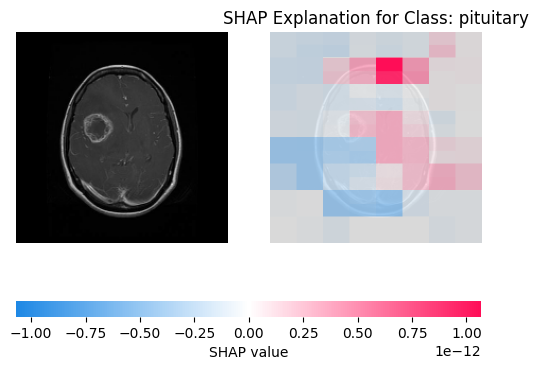 SHAP Explanation for Class: pituitary
−1.00 −0.75 −0.50 −0.25 0.00 0.25 0.50 0.75 1.00
1e−12
SHAP value